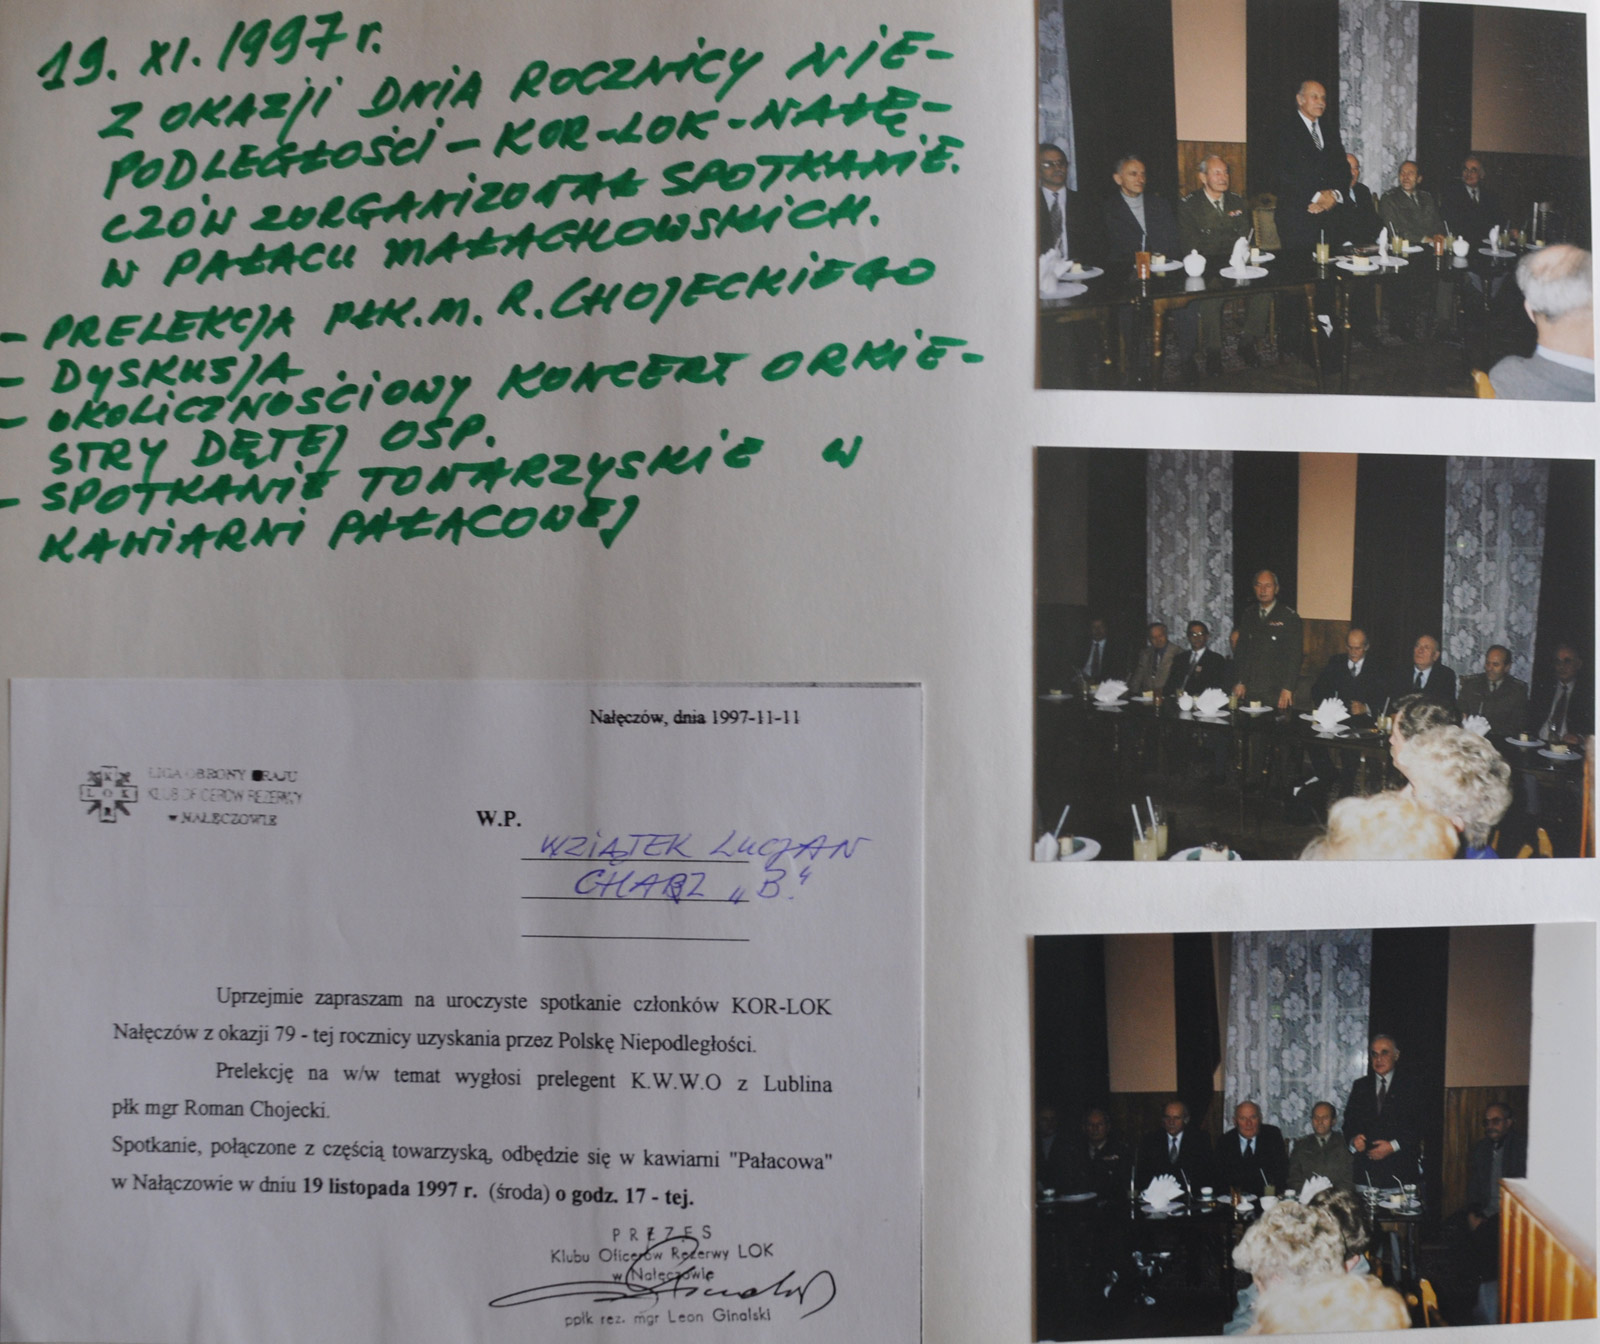 19. XI. 1997 r.
Z OKAZJI DNIA ROCZNICY NIE-
PODLEGŁOŚCI – KOR-LOK-NAŁĘ-
CZÓW ZORGANIZOWAŁ SPOTKANIE.
W PAŁACU MAŁACHOWSKICH.
- PRELEKCJA PŁK. M. R. CHOJECKIEGO
- DYSKUSJA
- OKOLICZNOŚCIOWY KONCERT ORKIE-
STRY DĘTEJ OSP.
- SPOTKANIE TOWARZYSKIE W
KAWIARNI PAŁACOWEJ
Nałęczów, dnia 1997-11-11
K
L O K
R
LIGA OBRONY KRAJU
KLUB OFICERÓW REZERWY
w NAŁĘCZOWIE
W.P.
WZIĄTEK LUCJAN
CHARZ „B."
Uprzejmie zapraszam na uroczyste spotkanie członków KOR-LOK
Nałęczów z okazji 79 - tej rocznicy uzyskania przez Polskę Niepodległości.
Prelekcję na w/w temat wygłosi prelegent K.W.W.O z Lublina
płk mgr Roman Chojecki.
Spotkanie, połączone z częścią towarzyską, odbędzie się w kawiarni "Pałacowa"
w Nałączowie w dniu 19 listopada 1997 r. (środa) o godz. 17 - tej.
PREZES
Klubu Oficerów Rezerwy LOK
w Nałęczowie
ppłk rez. mgr Leon Ginalski